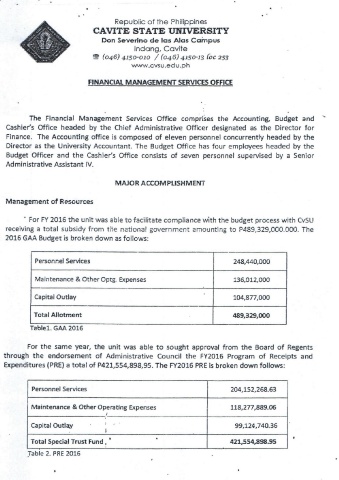 Republic of the Philippines
CAVITE STATE UNIVERSITY
Don Severino de las Alas Campus
Indang, Cavite
☎ (046) 4150-010 / (046) 4150-13 loc 253
www.cvsu.edu.ph
FINANCIAL MANAGEMENT SERVICES OFFICE
The Financial Management Services Office comprises the Accounting, Budget and
Cashier's Office headed by the Chief Administrative Officer designated as the Director for
Finance. The Accounting office is composed of eleven personnel concurrently headed by the
Director as the University Accountant. The Budget Office has four employees headed by the
Budget Officer and the Cashier's Office consists of seven personnel supervised by a Senior
Administrative Assistant IV.
MAJOR ACCOMPLISHMENT
Management of Resources
For FY 2016 the unit was able to facilitate compliance with the budget process with CvSU
receiving a total subsidy from the national government amounting to P489,329,000.000. The
2016 GAA Budget is broken down as follows:
Personnel Services 248,440,000
Maintenance & Other Optg. Expenses 136,012,000
Capital Outlay 104,877,000
Total Allotment 489,329,000
Table1. GAA 2016
For the same year, the unit was able to sought approval from the Board of Regents
through the endorsement of Administrative Council the FY2016 Program of Receipts and
Expenditures (PRE) a total of P421,554,898.95. The FY2016 PRE is broken down follows:
Personnel Services 204,152,268.63
Maintenance & Other Operating Expenses 118,277,889.06
Capital Outlay 99,124,740.36
Total Special Trust Fund 421,554,898.95
Table 2. PRE 2016